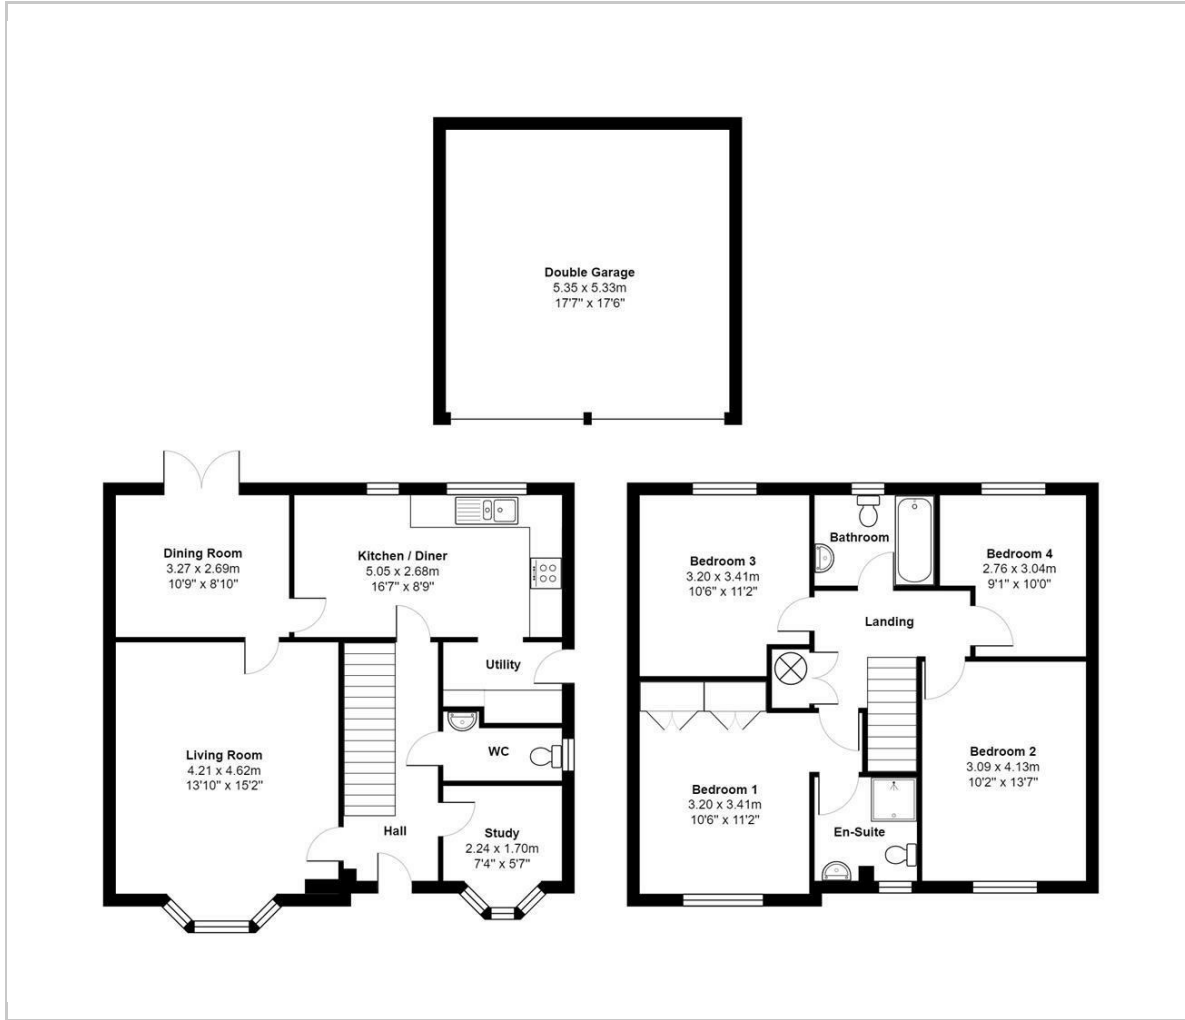 Double Garage
5.35 x 5.33m
17'7" x 17'6"
Dining Room
3.27 x 2.69m
10'9" x 8'10"
Kitchen / Diner
5.05 x 2.68m
16'7" x 8'9"
Utility
Living Room
4.21 x 4.62m
13'10" x 15'2"
WC
Hall
Study
2.24 x 1.70m
7'4" x 5'7"
Bedroom 3
3.20 x 3.41m
10'6" x 11'2"
Bathroom
Bedroom 4
2.76 x 3.04m
9'1" x 10'0"
Landing
Bedroom 1
3.20 x 3.41m
10'6" x 11'2"
Bedroom 2
3.09 x 4.13m
10'2" x 13'7"
En-Suite